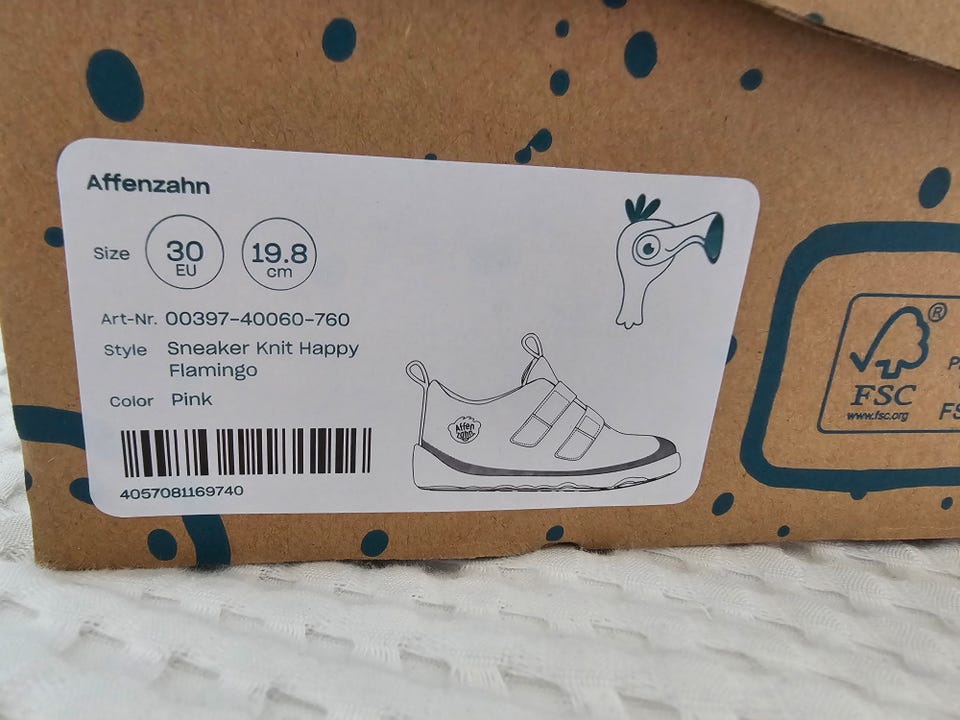 Affenzahn
Size 30 EU 19.8 cm
Art-Nr. 00397-40060-760
Style Sneaker Knit Happy
Flamingo
Color Pink
4057081169740
Affen
zahn
®
FSC
www.fsc.org
FS